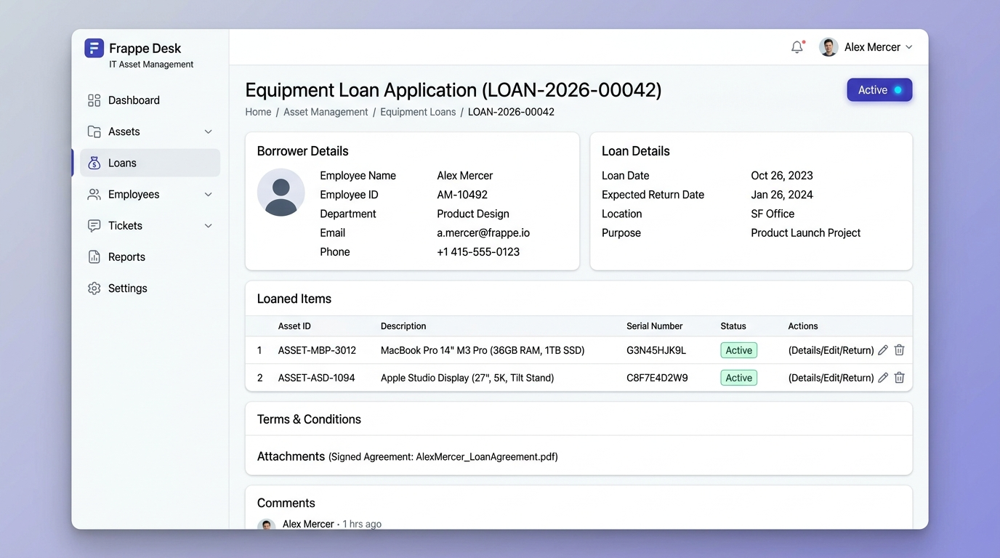 Frappe Desk
IT Asset Management
Dashboard
Assets
Loans
Employees
Tickets
Reports
Settings
Alex Mercer
Equipment Loan Application (LOAN-2026-00042)
Active
Home / Asset Management / Equipment Loans / LOAN-2026-00042
Borrower Details
Employee Name Alex Mercer
Employee ID AM-10492
Department Product Design
Email a.mercer@frappe.io
Phone +1 415-555-0123
Loan Details
Loan Date Oct 26, 2023
Expected Return Date Jan 26, 2024
Location SF Office
Purpose Product Launch Project
Loaned Items
Asset ID Description Serial Number Status Actions
1 ASSET-MBP-3012 MacBook Pro 14" M3 Pro (36GB RAM, 1TB SSD) G3N45HJK9L Active (Details/Edit/Return)
2 ASSET-ASD-1094 Apple Studio Display (27", 5K, Tilt Stand) C8F7E4D2W9 Active (Details/Edit/Return)
Terms & Conditions
Attachments (Signed Agreement: AlexMercer_LoanAgreement.pdf)
Comments
Alex Mercer · 1 hrs ago